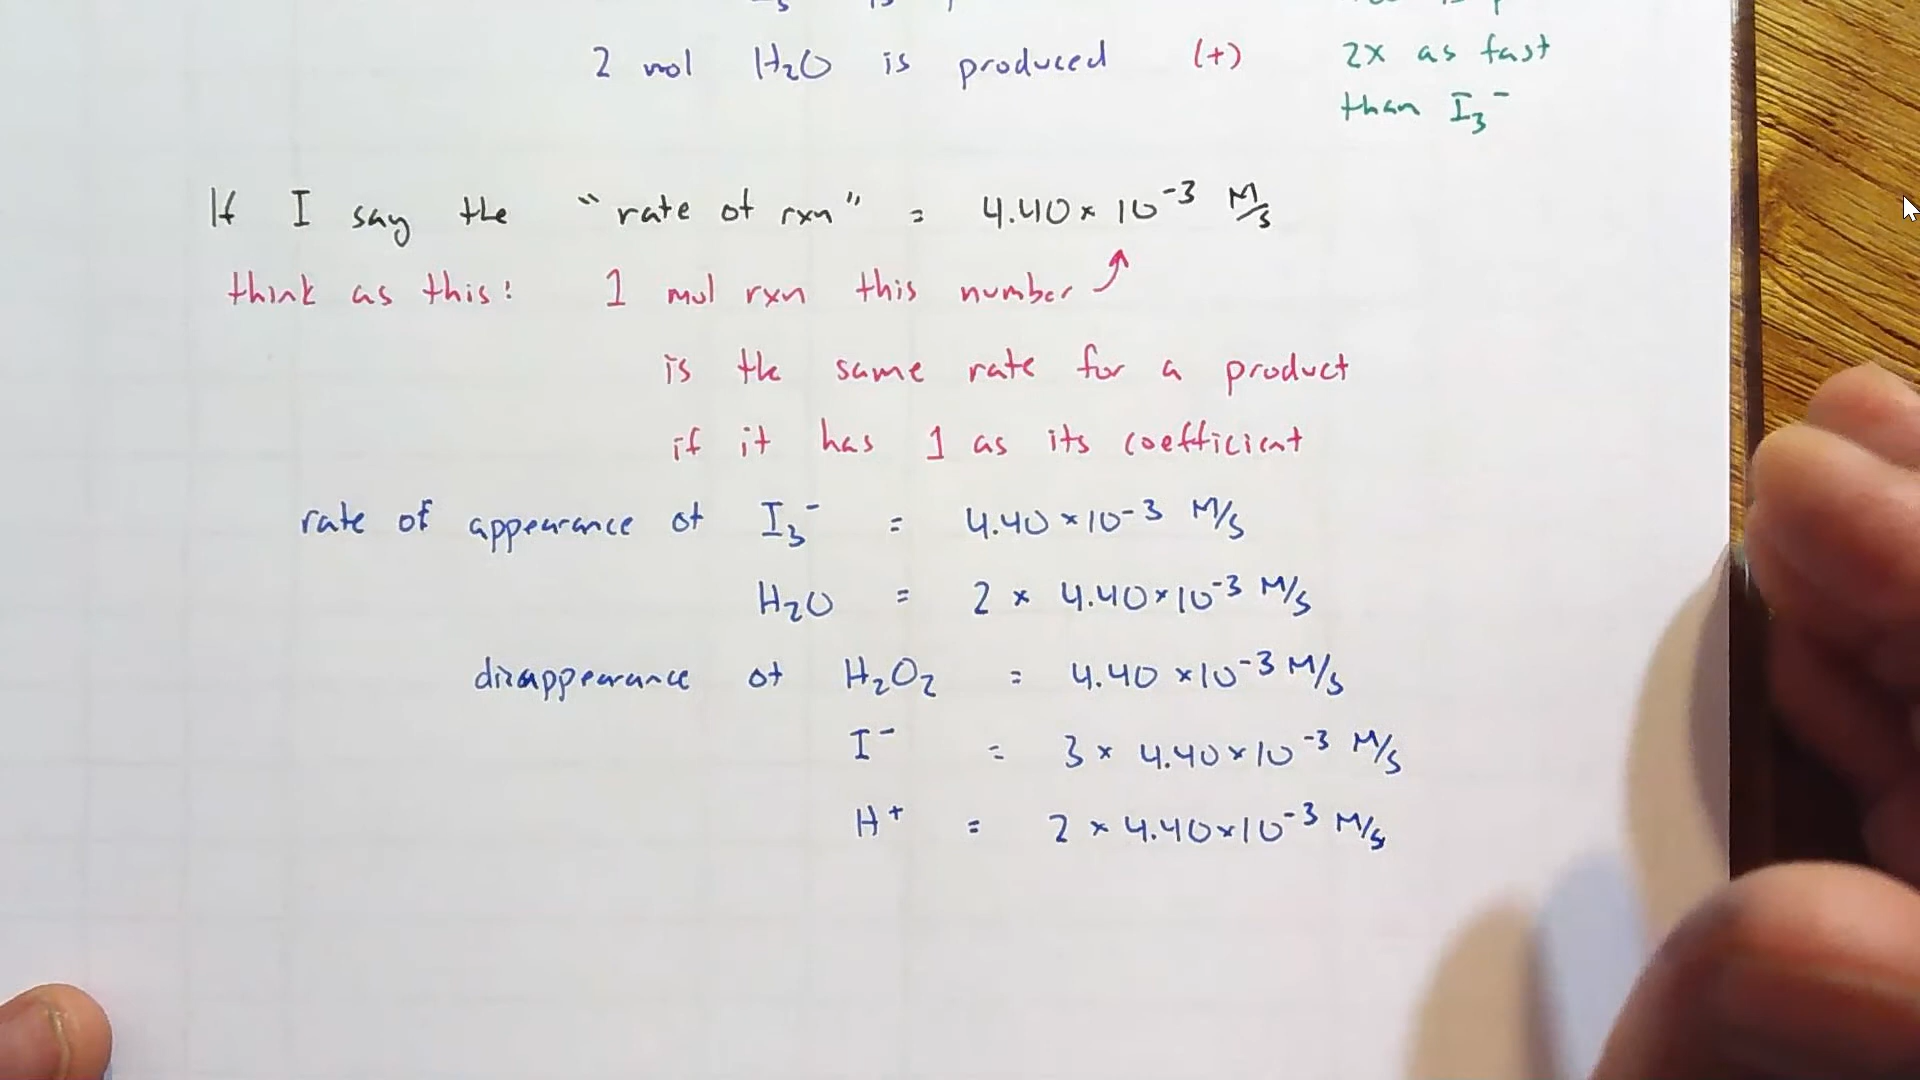 is
2 mol H₂O is produced (+) 2x as fast
than I₃⁻
If I say the "rate of rxn" = 4.40 × 10⁻³ M/s
think as this: 1 mol rxn this number
is the same rate for a product
if it has 1 as its coefficient
rate of appearance of I₃⁻ = 4.40 × 10⁻³ M/s
H₂O = 2 × 4.40 × 10⁻³ M/s
disappearance of H₂O₂ = 4.40 × 10⁻³ M/s
I⁻ = 3 × 4.40 × 10⁻³ M/s
H⁺ = 2 × 4.40 × 10⁻³ M/s